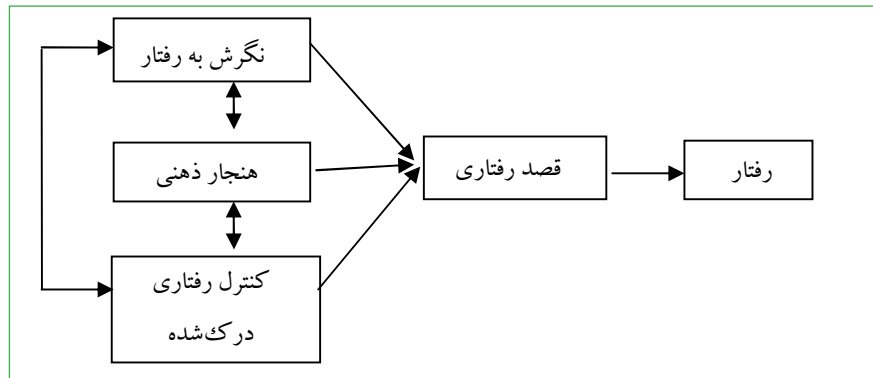 نگرش به رفتار
هنجار ذهنی
قصد رفتاری
رفتار
کنترل رفتاری
درک‌شده